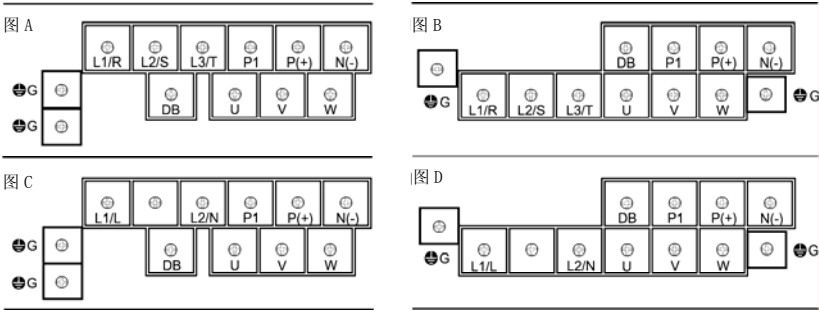 图 A
L1/R L2/S L3/T P1 P(+) N(-)
G
DB U V W
G
图 B
DB P1 P(+) N(-)
G
L1/R L2/S L3/T U V W
G
图 C
L1/L L2/N P1 P(+) N(-)
G
DB U V W
G
图 D
DB P1 P(+) N(-)
G
L1/L L2/N U V W
G